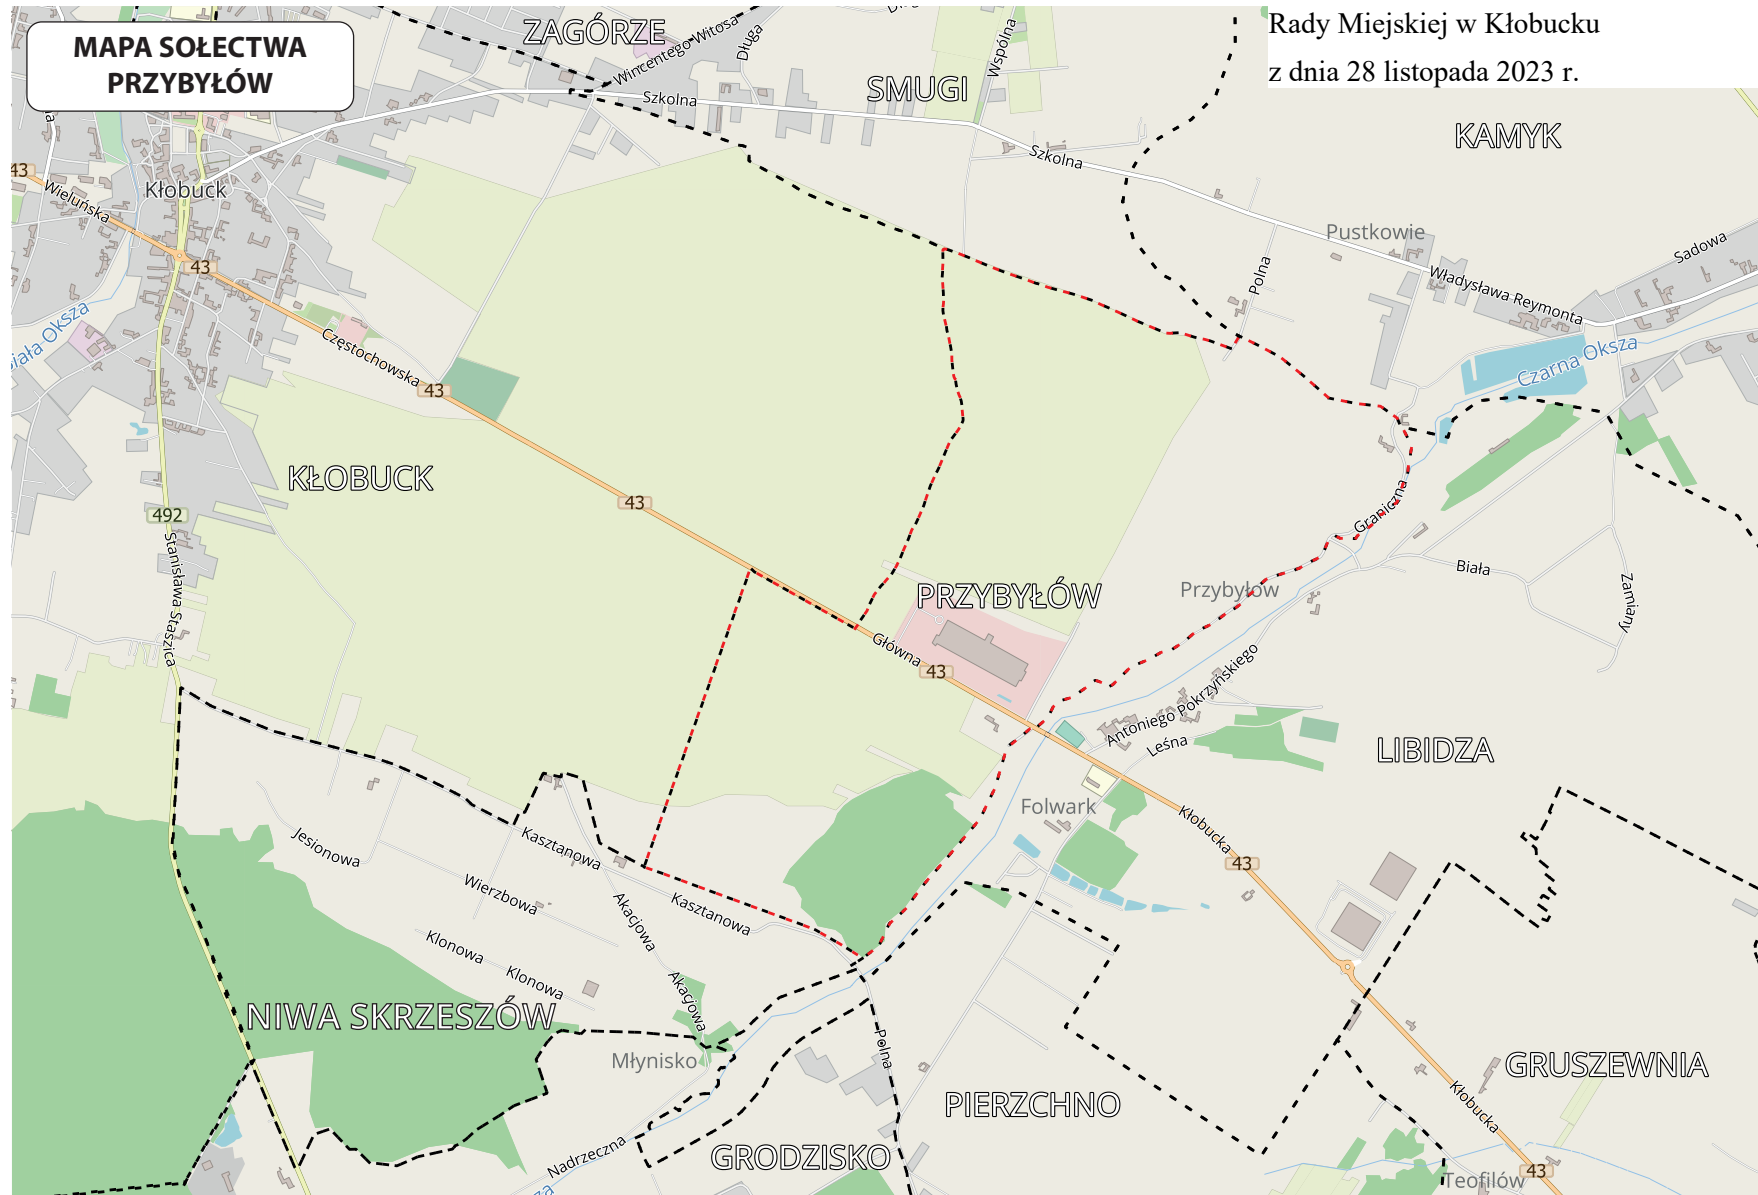 MAPA SOŁECTWA
PRZYBYŁÓW
Rady Miejskiej w Kłobucku
z dnia 28 listopada 2023 r.
ZAGÓRZE
Wincentego Witosa
Długa
Wspólna
SMUGI
Szkolna
KAMYK
Szkolna
43
Wieluńska
Kłobuck
Pustkowie
Sadowa
43
Polna
Władysława Reymonta
Biała Oksza
Częstochowska
Czarna Oksza
43
KŁOBUCK
43
492
Graniczna
Stanisława Staszica
Biała
Zamiany
PRZYBYŁÓW
Przybyłów
Główna
43
Antoniego Pokrzyńskiego
Leśna
LIBIDZA
Folwark
Kłobucka
43
Jesionowa
Kasztanowa
Wierzbowa
Akacjowa
Kasztanowa
Klonowa
Klonowa
Akacjowa
NIWA SKRZESZÓW
Młynisko
Polna
GRUSZEWNIA
PIERZCHNO
Kłobucka
Nadrzeczna
GRODZISKO
43
Teofilów